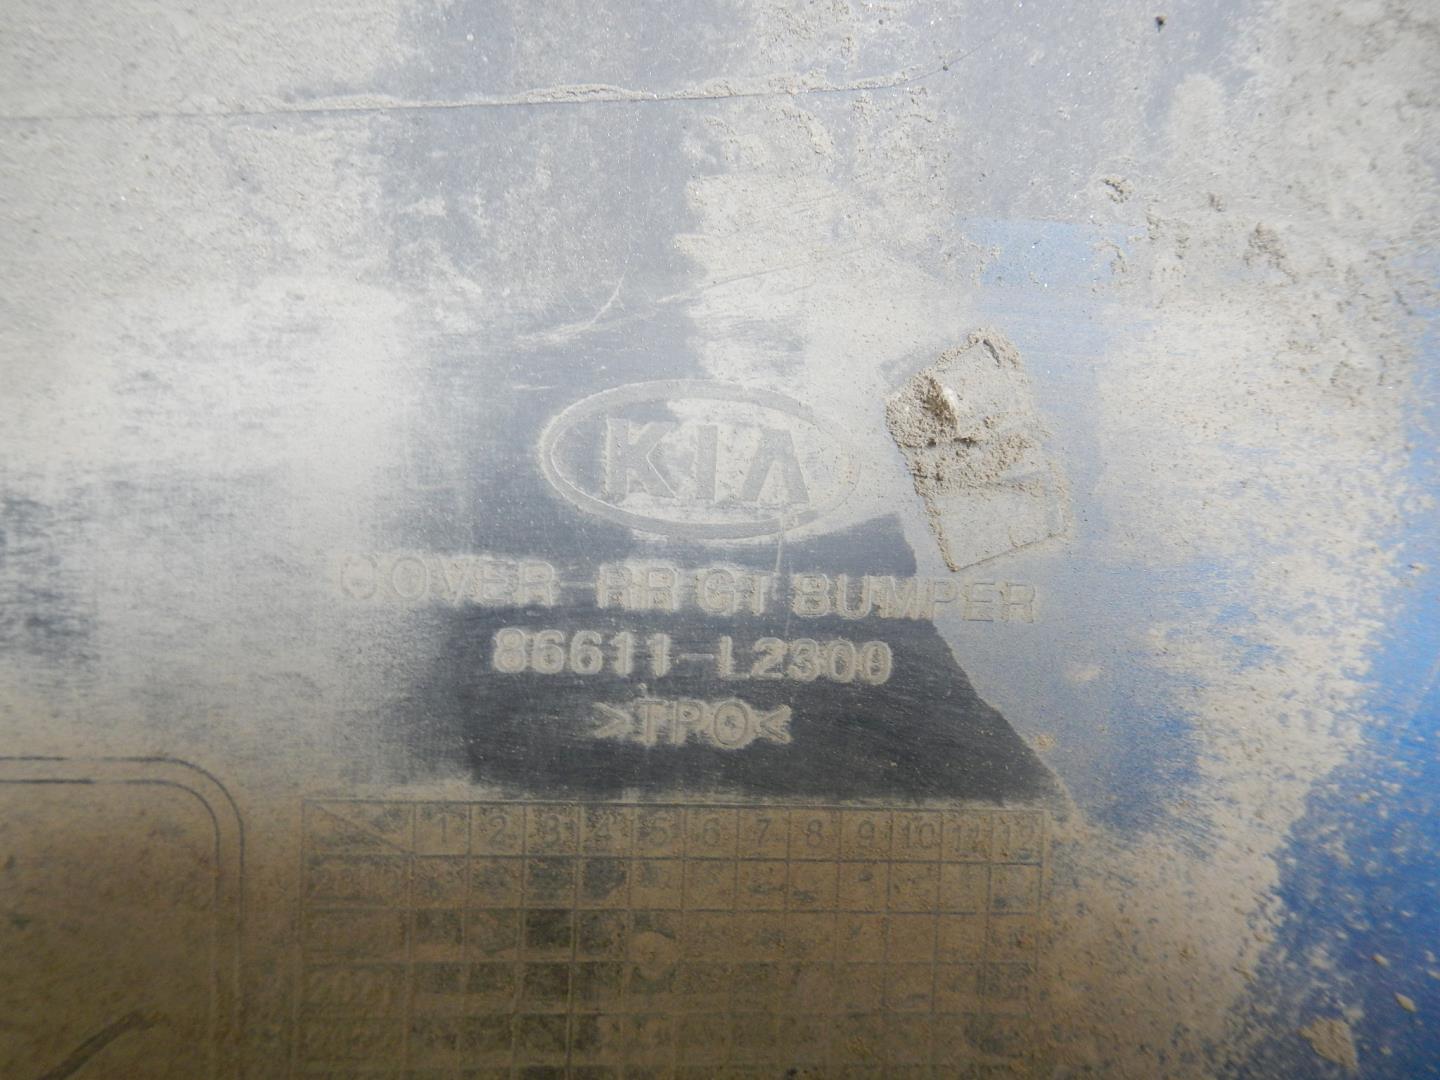 KIA
COVER-RR GT BUMPER
86611-L2300
>TPO<
1 2 3 4 5 6 7 8 9 10 11 12
2021